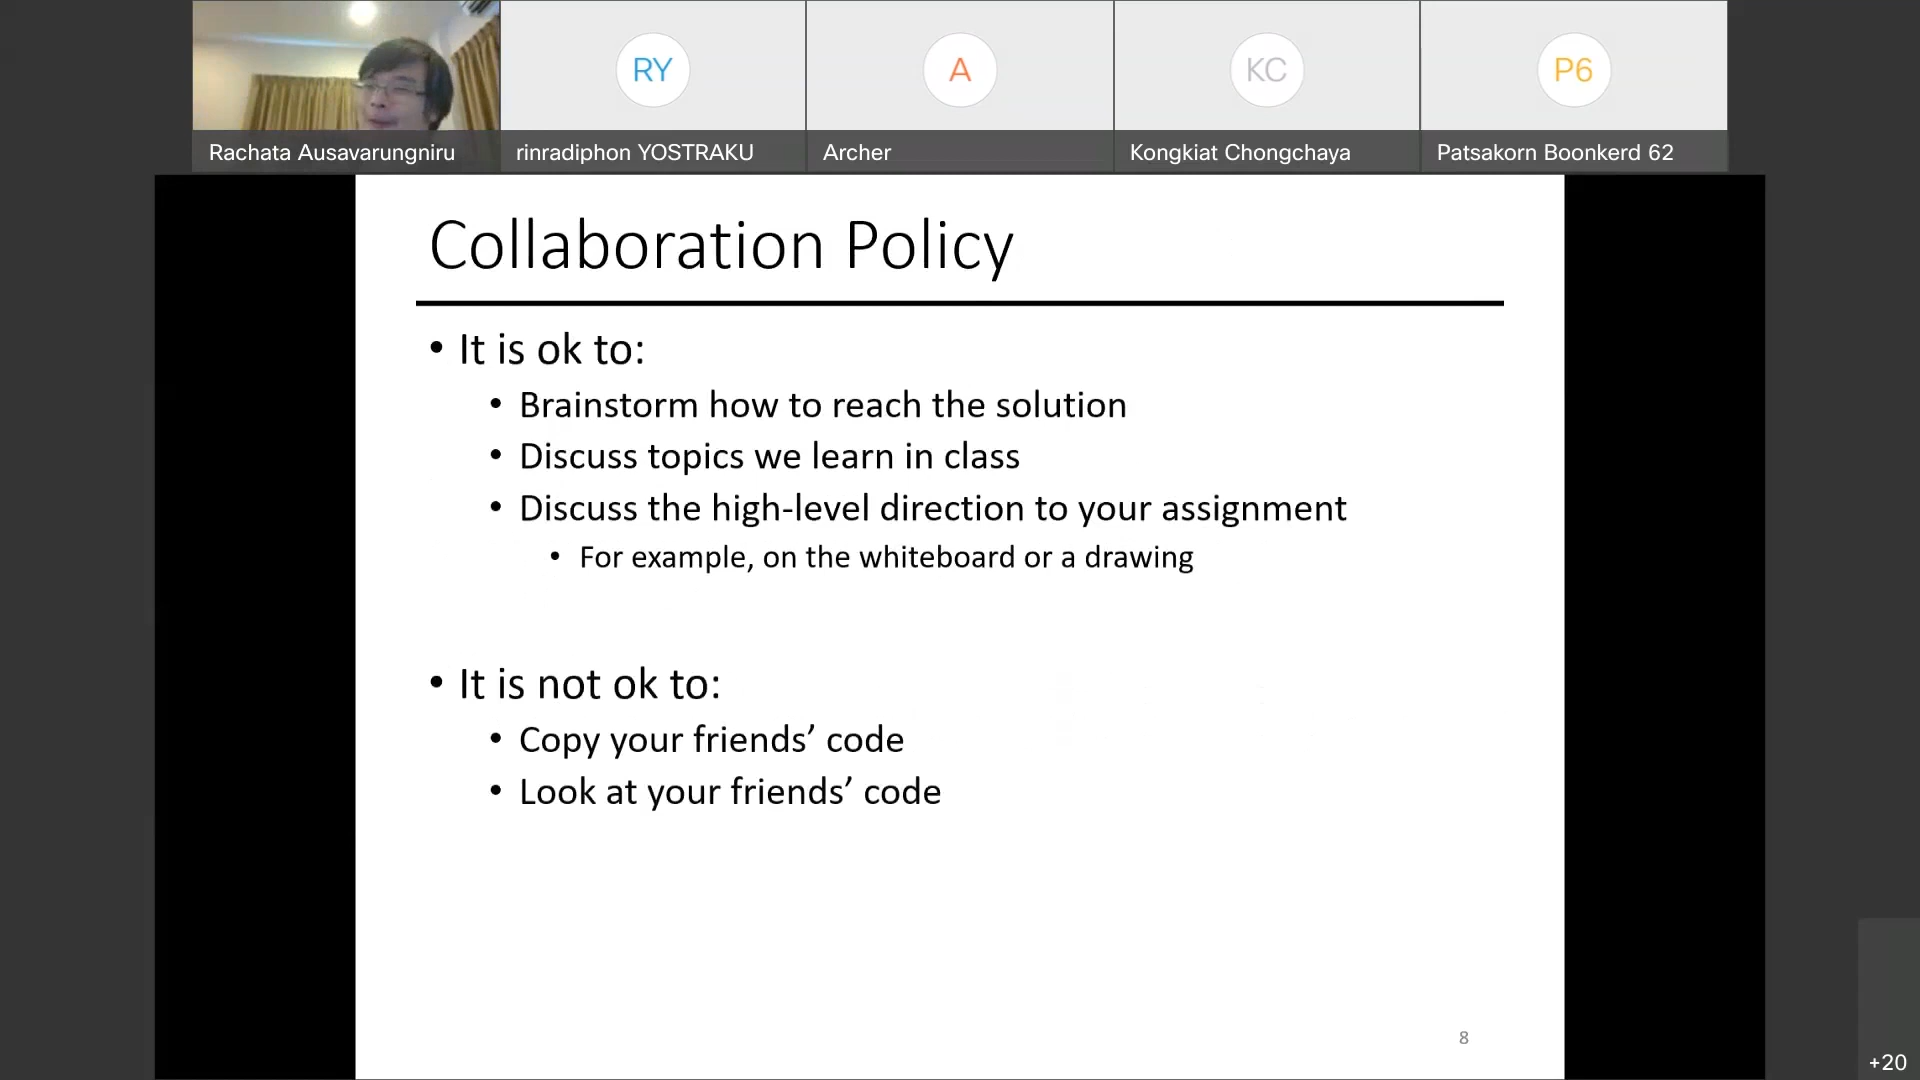 RY
A
KC
P6
Rachata Ausavarungniru
rinradiphon YOSTRAKU
Archer
Kongkiat Chongchaya
Patsakorn Boonkerd 62
Collaboration Policy
• It is ok to:
• Brainstorm how to reach the solution
• Discuss topics we learn in class
• Discuss the high-level direction to your assignment
• For example, on the whiteboard or a drawing
• It is not ok to:
• Copy your friends’ code
• Look at your friends’ code
8
+20